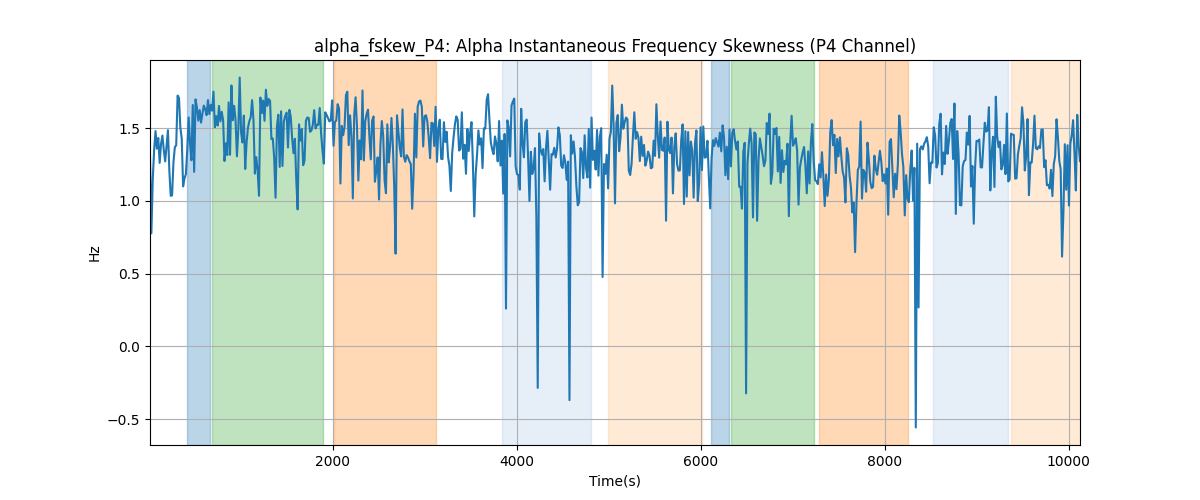 alpha_fskew_P4: Alpha Instantaneous Frequency Skewness (P4 Channel)
Hz
1.5
1.0
0.5
0.0
−0.5
2000 4000 6000 8000 10000
Time(s)